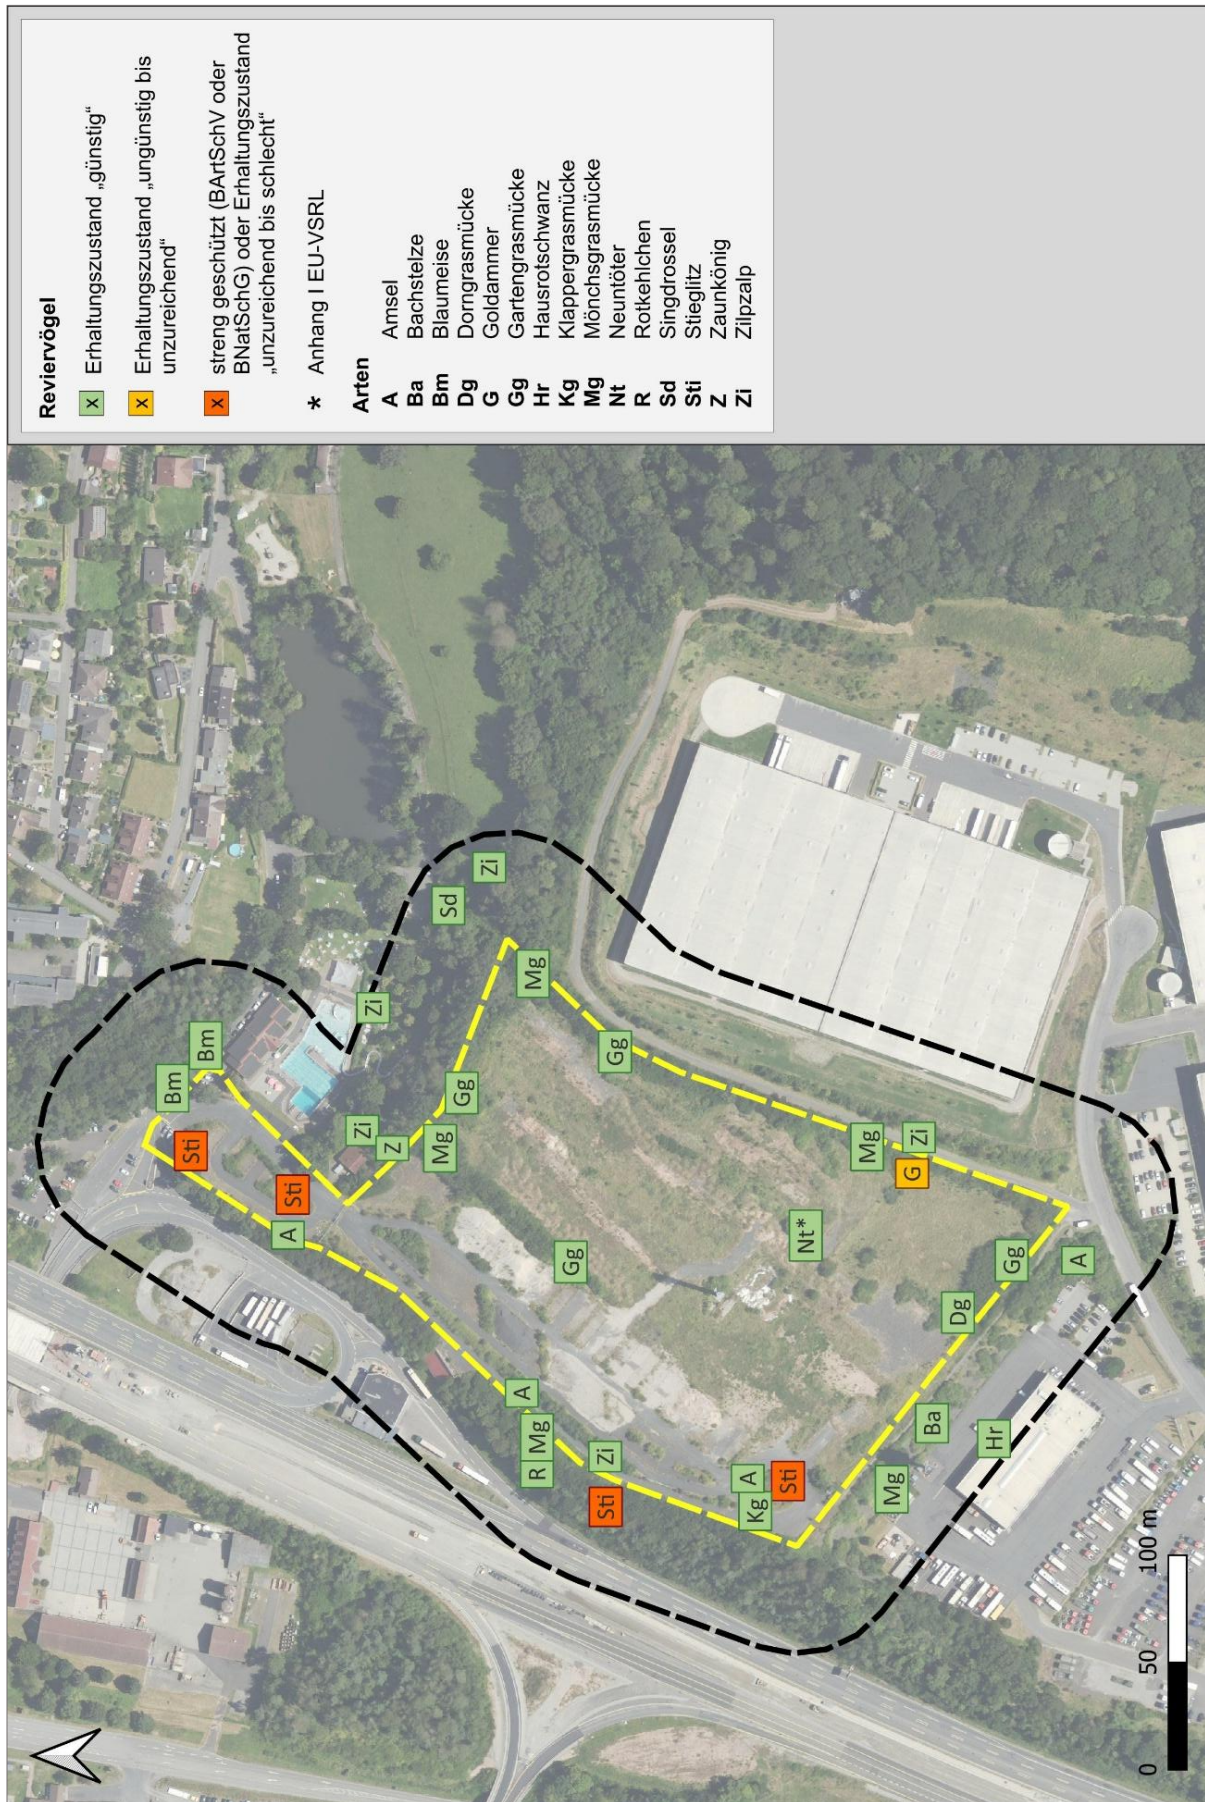 Reviervögel
x Erhaltungszustand „günstig“
x Erhaltungszustand „ungünstig bis
unzureichend“
x streng geschützt (BArtSchV oder
BNatSchG) oder Erhaltungszustand
„unzureichend bis schlecht“
* Anhang I EU-VSRL
Arten
A Amsel
Ba Bachstelze
Bm Blaumeise
Dg Dorngrasmücke
G Goldammer
Gg Gartengrasmücke
Hr Hausrotschwanz
Kg Klappergrasmücke
Mg Mönchsgrasmücke
Nt Neuntöter
R Rotkehlchen
Sd Singdrossel
Sti Stieglitz
Z Zaunkönig
Zi Zilpzalp
Bm
Bm
Sti
Sti
A
Zi
Zi
Z
Sd
Zi
Mg
Gg
Mg
Gg
Gg
A
Mg
R
Zi
Sti
A
Kg
Sti
Nt*
Mg
Zi
G
Gg
A
Dg
Ba
Hr
Mg
0 50 100 m